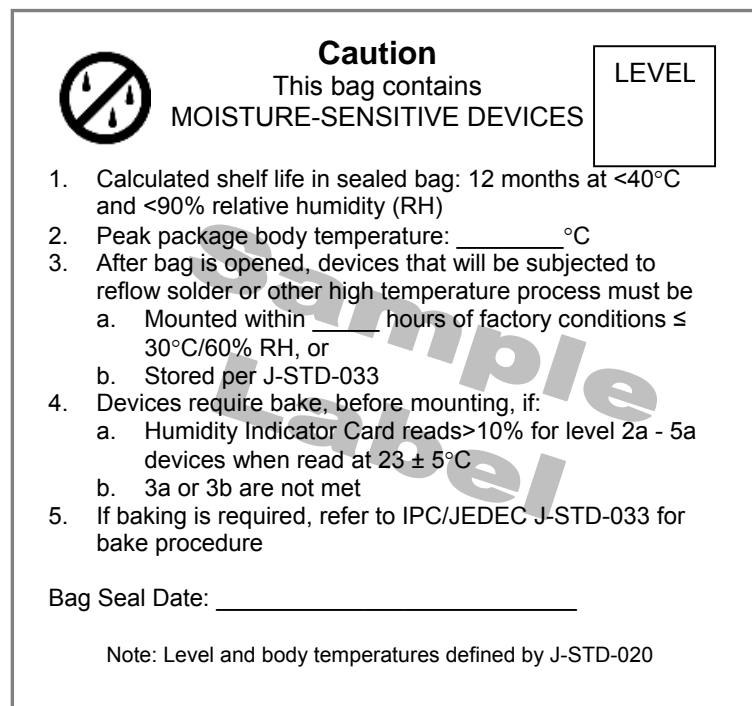 Caution
This bag contains
MOISTURE-SENSITIVE DEVICES
LEVEL
1. Calculated shelf life in sealed bag: 12 months at <40°C
and <90% relative humidity (RH)
2. Peak package body temperature: ________°C
3. After bag is opened, devices that will be subjected to
reflow solder or other high temperature process must be
a. Mounted within _____ hours of factory conditions ≤
30°C/60% RH, or
b. Stored per J-STD-033
4. Devices require bake, before mounting, if:
a. Humidity Indicator Card reads>10% for level 2a - 5a
devices when read at 23 ± 5°C
b. 3a or 3b are not met
5. If baking is required, refer to IPC/JEDEC J-STD-033 for
bake procedure
Bag Seal Date: ___________________________
Note: Level and body temperatures defined by J-STD-020
Sample
Label